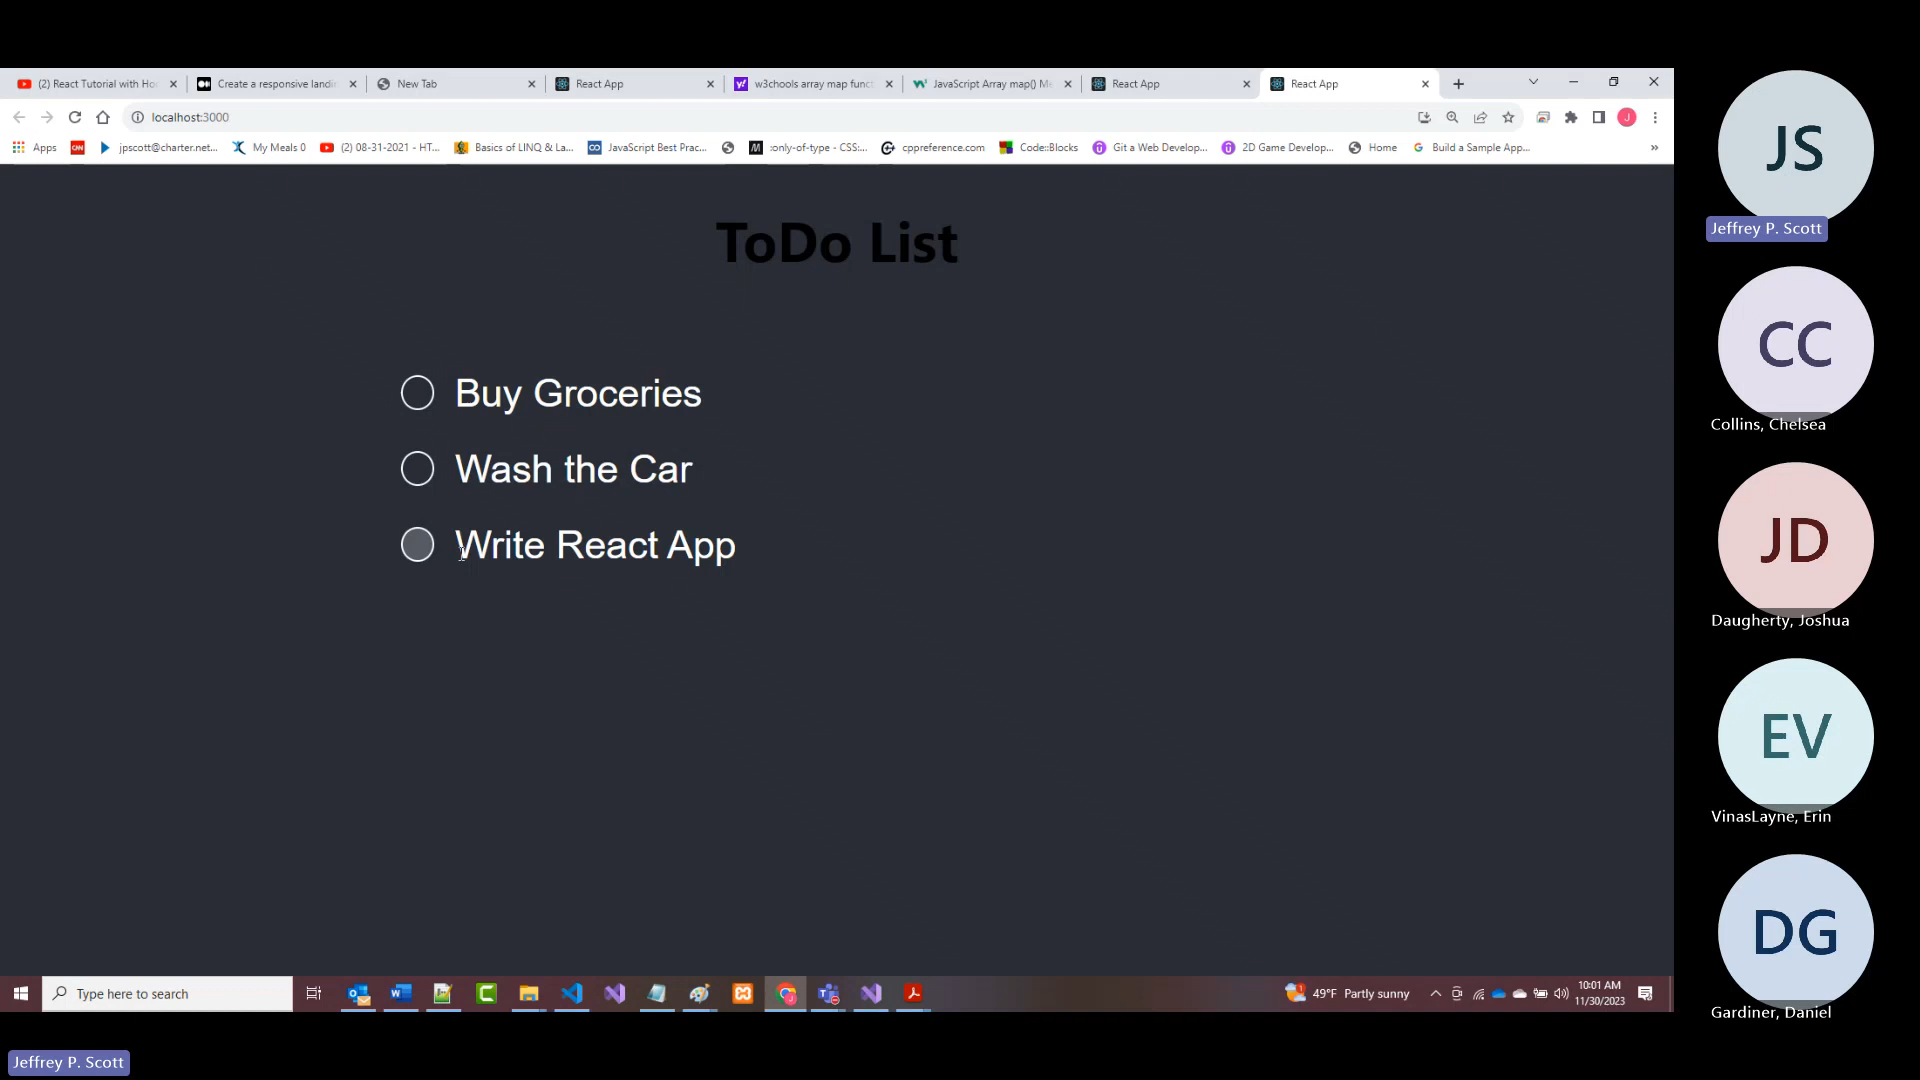 (2) React Tutorial with Hoo
Create a responsive landi
New Tab
React App
w3chools array map funct
JavaScript Array map() Me
React App
React App
localhost:3000
J
Apps
CNN
jpscott@charter.net...
My Meals 0
(2) 08-31-2021 - HT...
Basics of LINQ & La...
JavaScript Best Prac...
:only-of-type - CSS:...
cppreference.com
Code::Blocks
Git a Web Develop...
2D Game Develop...
Home
Build a Sample App...
»
ToDo List
Buy Groceries
Wash the Car
Write React App
Type here to search
49°F Partly sunny
10:01 AM
11/30/2023
JS
Jeffrey P. Scott
CC
Collins, Chelsea
JD
Daugherty, Joshua
EV
VinasLayne, Erin
DG
Gardiner, Daniel
Jeffrey P. Scott